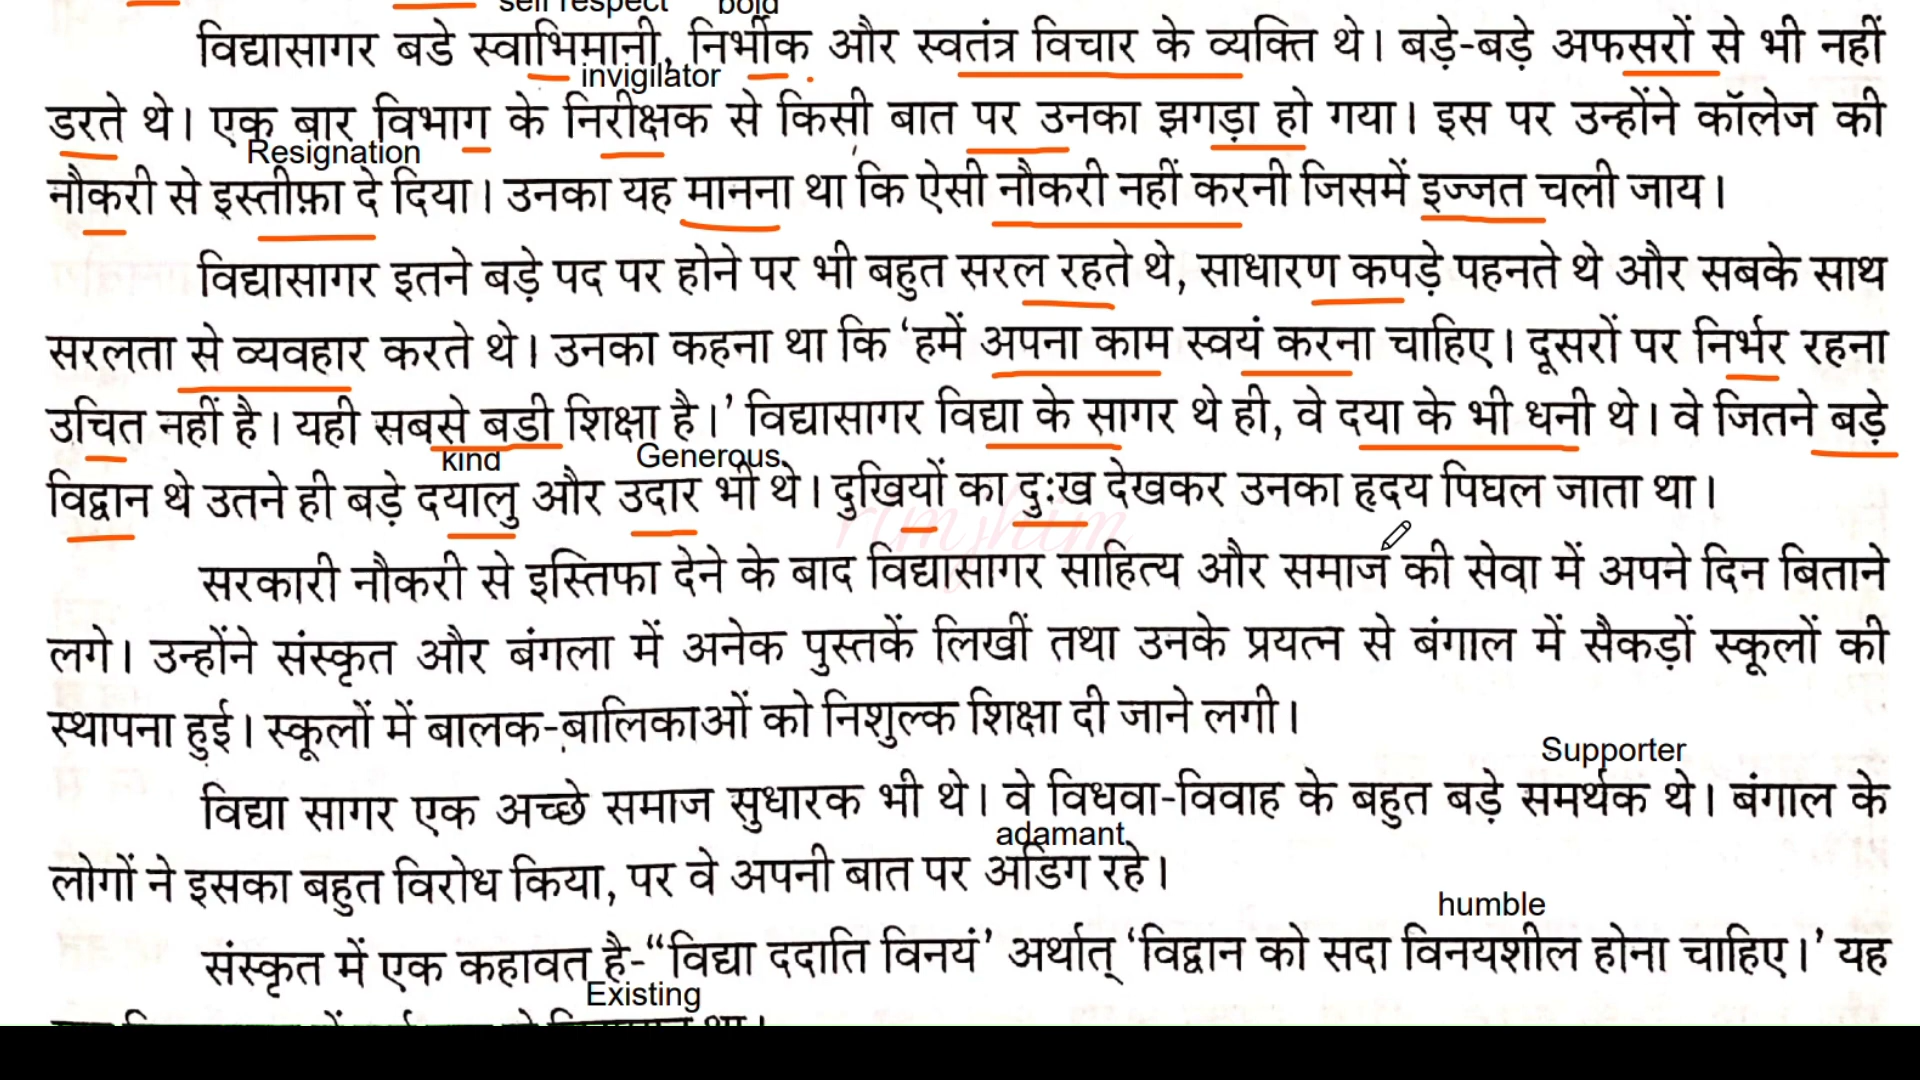 self respect bold
विद्यासागर बडे स्वाभिमानी, निर्भीक और स्वतंत्र विचार के व्यक्ति थे। बड़े-बड़े अफसरों से भी नहीं
invigilator
डरते थे। एक बार विभाग के निरीक्षक से किसी बात पर उनका झगड़ा हो गया। इस पर उन्होंने कॉलेज की
Resignation
नौकरी से इस्तीफ़ा दे दिया। उनका यह मानना था कि ऐसी नौकरी नहीं करनी जिसमें इज्जत चली जाय।
विद्यासागर इतने बड़े पद पर होने पर भी बहुत सरल रहते थे, साधारण कपड़े पहनते थे और सबके साथ
सरलता से व्यवहार करते थे। उनका कहना था कि ‘हमें अपना काम स्वयं करना चाहिए। दूसरों पर निर्भर रहना
उचित नहीं है। यही सबसे बडी शिक्षा है।’ विद्यासागर विद्या के सागर थे ही, वे दया के भी धनी थे। वे जितने बड़े
kind Generous
विद्वान थे उतने ही बड़े दयालु और उदार भी थे। दुखियों का दुःख देखकर उनका हृदय पिघल जाता था।
rimjhim
सरकारी नौकरी से इस्तिफा देने के बाद विद्यासागर साहित्य और समाज की सेवा में अपने दिन बिताने
लगे। उन्होंने संस्कृत और बंगला में अनेक पुस्तकें लिखीं तथा उनके प्रयत्न से बंगाल में सैकड़ों स्कूलों की
स्थापना हुई। स्कूलों में बालक-बालिकाओं को निशुल्क शिक्षा दी जाने लगी।
Supporter
विद्या सागर एक अच्छे समाज सुधारक भी थे। वे विधवा-विवाह के बहुत बड़े समर्थक थे। बंगाल के
adamant
लोगों ने इसका बहुत विरोध किया, पर वे अपनी बात पर अडिग रहे।
humble
संस्कृत में एक कहावत है-“विद्या ददाति विनयं’ अर्थात् ‘विद्वान को सदा विनयशील होना चाहिए।’ यह
Existing
था।